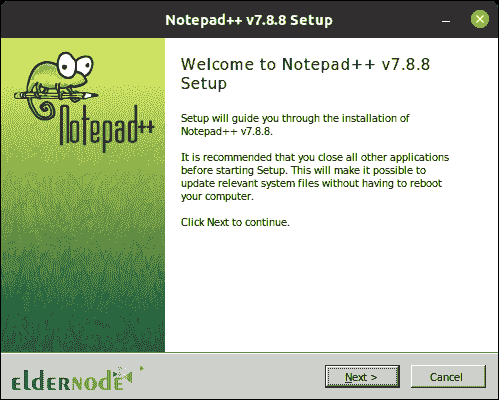 Notepad++ v7.8.8 Setup
Welcome to Notepad++ v7.8.8
Setup
Notepad++
Setup will guide you through the installation of
Notepad++ v7.8.8.
It is recommended that you close all other applications
before starting Setup. This will make it possible to
update relevant system files without having to reboot
your computer.
Click Next to continue.
eldernode
Next >
Cancel